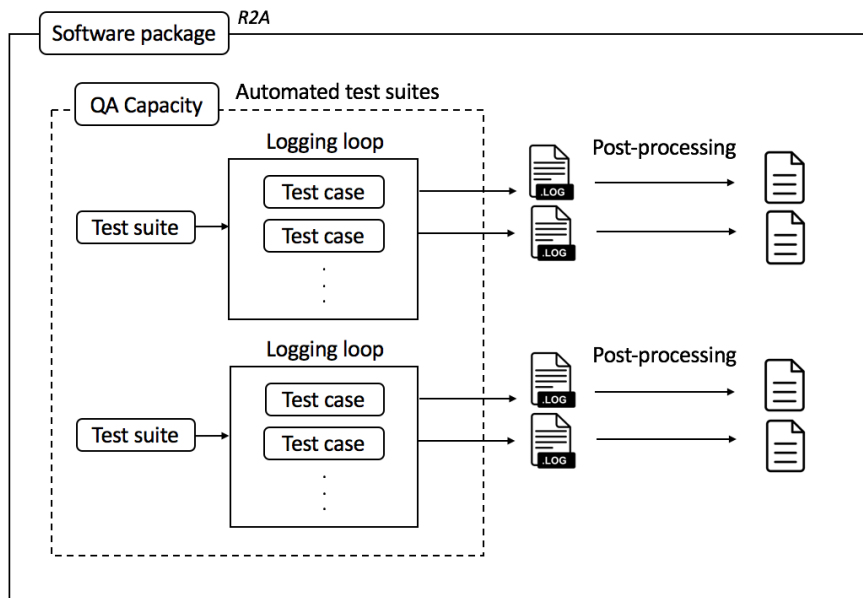 Software package
R2A
QA Capacity
Automated test suites
Logging loop
Test case
Test case
Test suite
.LOG
.LOG
Post-processing
Logging loop
Test case
Test case
Test suite
.LOG
.LOG
Post-processing